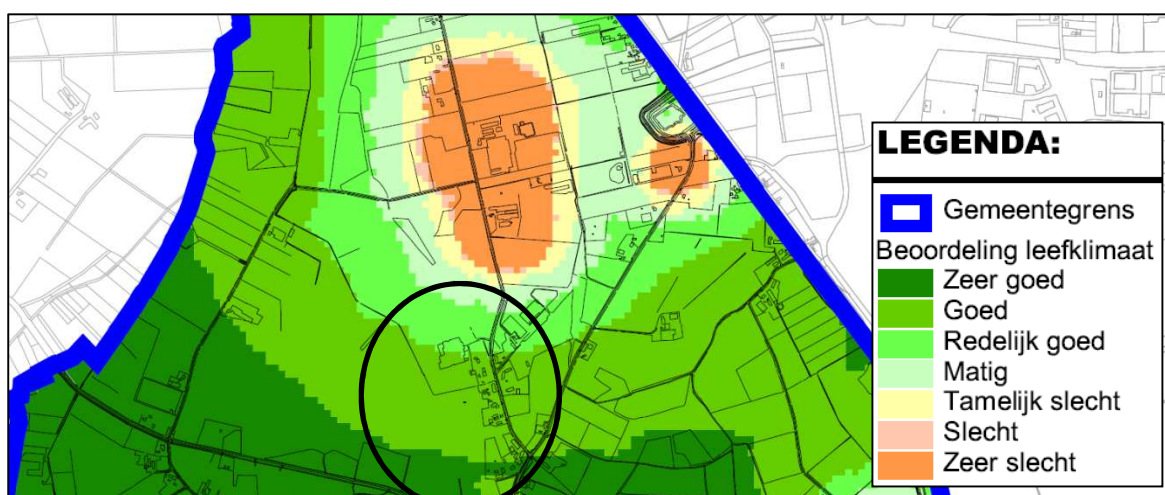 LEGENDA:
Gemeentegrens
Beoordeling leefklimaat
Zeer goed
Goed
Redelijk goed
Matig
Tamelijk slecht
Slecht
Zeer slecht